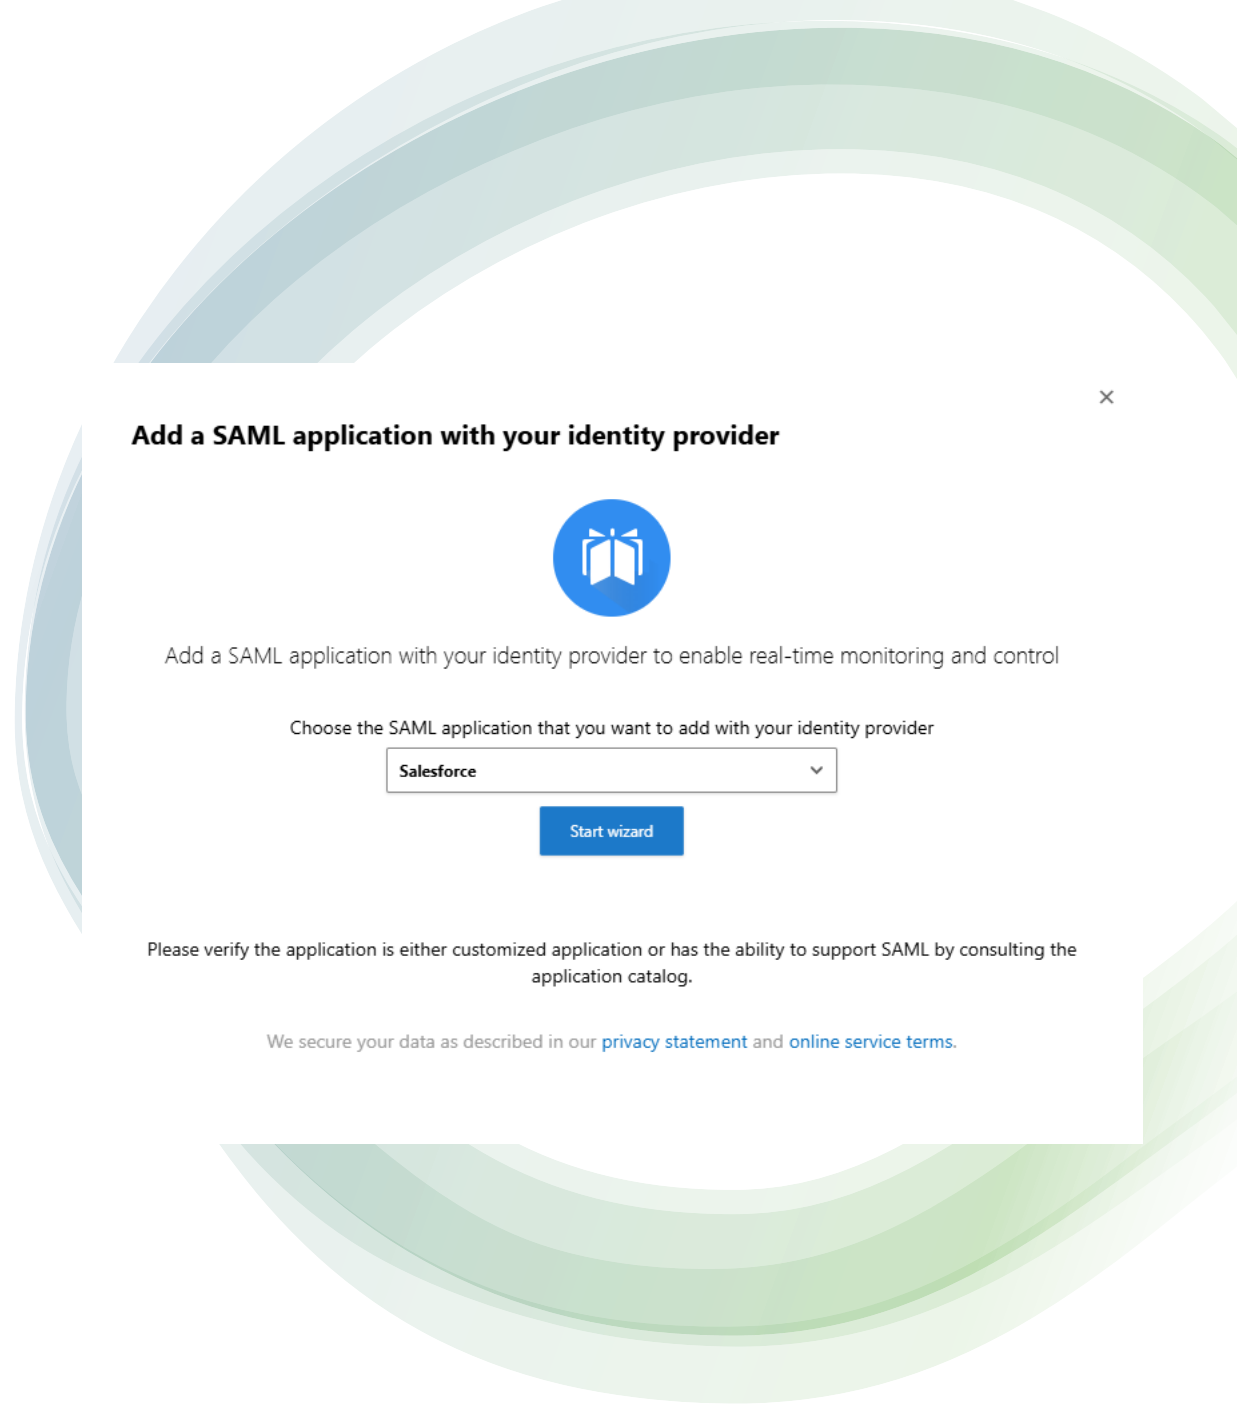 Add a SAML application with your identity provider
Add a SAML application with your identity provider to enable real-time monitoring and control
Choose the SAML application that you want to add with your identity provider
Salesforce
Start wizard
Please verify the application is either customized application or has the ability to support SAML by consulting the
application catalog.
We secure your data as described in our privacy statement and online service terms.